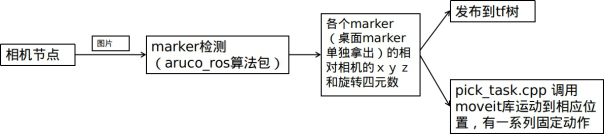 相机节点
图片
marker检测
（aruco_ros算法包）
各个marker
（桌面marker
单独拿出）的相
对相机的ｘｙｚ
和旋转四元数
发布到tf树
pick_task.cpp 调用
moveit库运动到相应位
置，有一系列固定动作